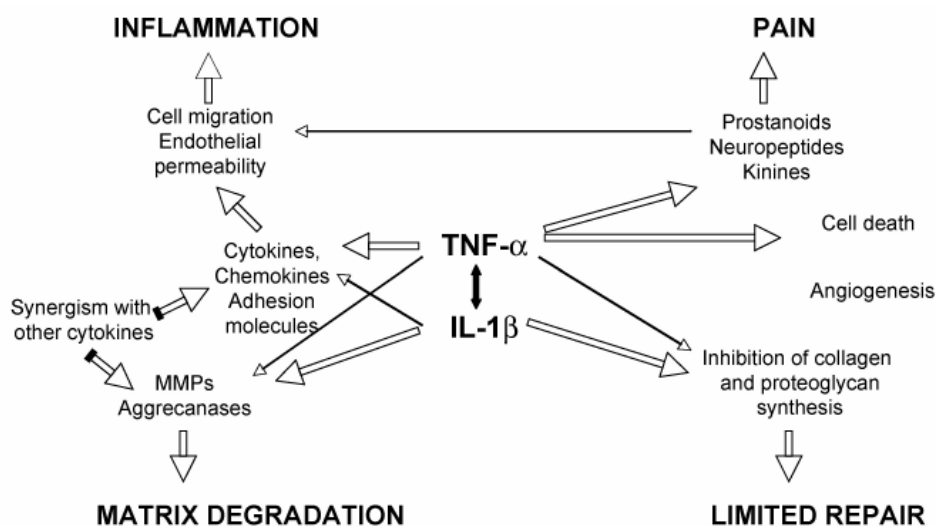 INFLAMMATION
PAIN
Cell migration
Endothelial
permeability
Prostanoids
Neuropeptides
Kinines
Cell death
TNF-α
Cytokines,
Chemokines
Adhesion
molecules
Angiogenesis
Synergism with
other cytokines
IL-1β
MMPs
Aggrecanases
Inhibition of collagen
and proteoglycan
synthesis
MATRIX DEGRADATION
LIMITED REPAIR